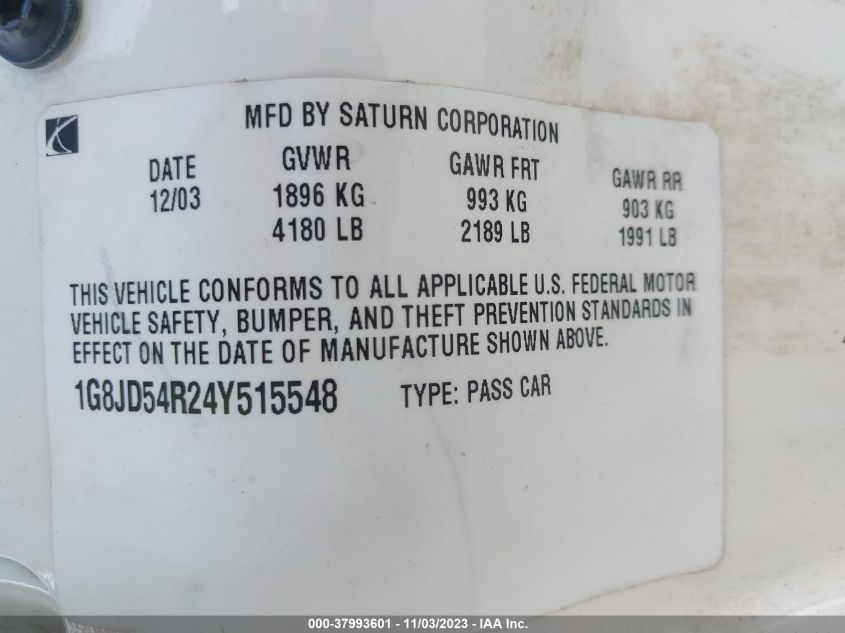 MFD BY SATURN CORPORATION
DATE GVWR GAWR FRT GAWR RR
12/03 1896 KG 993 KG 903 KG
4180 LB 2189 LB 1991 LB
THIS VEHICLE CONFORMS TO ALL APPLICABLE U.S. FEDERAL MOTOR
VEHICLE SAFETY, BUMPER, AND THEFT PREVENTION STANDARDS IN
EFFECT ON THE DATE OF MANUFACTURE SHOWN ABOVE.
1G8JD54R24Y515548 TYPE: PASS CAR
000-37993601 - 11/03/2023 - IAA Inc.